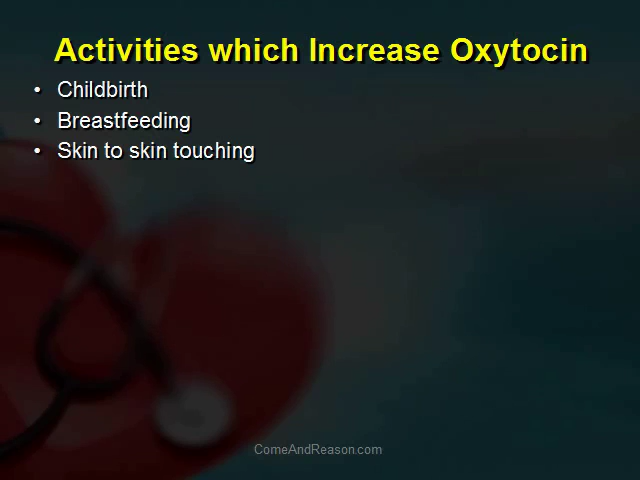 Activities which Increase Oxytocin
• Childbirth
• Breastfeeding
• Skin to skin touching
ComeAndReason.com